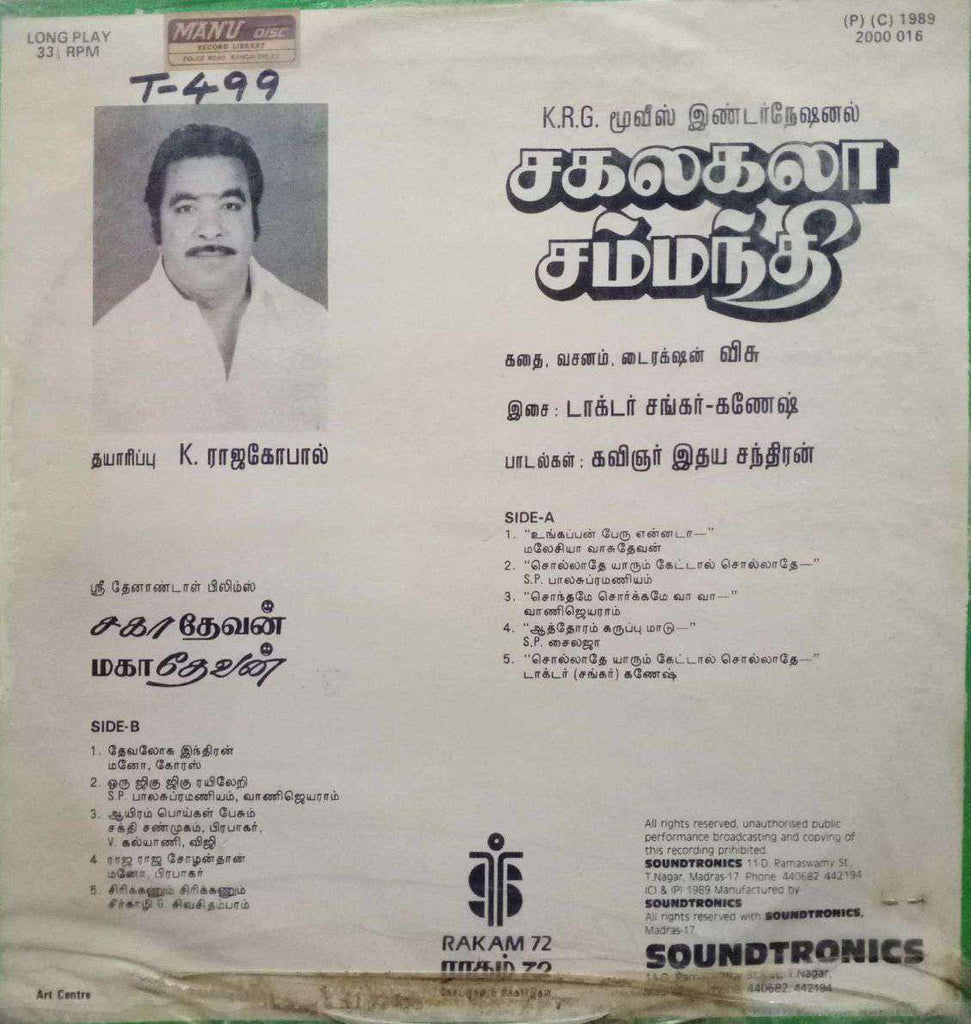 LONG PLAY
33⅓ RPM
MANU DISC
RECORD LIBRARY
(P) (C) 1989
2000 016
T-499
K.R.G. மூவீஸ் இண்டர்நேஷனல்
சகலகலா
சம்மந்தி
கதை, வசனம், டைரக்ஷன் விசு
இசை : டாக்டர் சங்கர்-கணேஷ்
பாடல்கள் : கவிஞர் இதய சந்திரன்
தயாரிப்பு K. ராஜகோபால்
SIDE-A
1. "உங்கப்பன் பேரு என்னடா—"
மலேசியா வாசுதேவன்
2. "சொல்லாதே யாரும் கேட்டால் சொல்லாதே—"
S.P. பாலசுப்ரமணியம்
3. "சொந்தமே சொர்க்கமே வா வா—"
வாணிஜெயராம்
4. "ஆத்தோரம் கருப்பு மாடு—"
S.P. சைலஜா
5. "சொல்லாதே யாரும் கேட்டால் சொல்லாதே—"
டாக்டர் (சங்கர்) கணேஷ்
ஸ்ரீ தேனாண்டாள் பிலிம்ஸ்
சகாதேவன்
மகாதேவன்
SIDE-B
1. தேவலோக இந்திரன்
மனோ, கோரஸ்
2. ஒரு ஜிகு ஜிகு ரயிலேறி
S.P. பாலசுப்ரமணியம், வாணிஜெயராம்
3. ஆயிரம் பொய்கள் பேசும்
சக்தி சண்முகம், பிரபாகர்,
V. கல்யாணி, விஜி
4 ராஜ ராஜ சோழன்தான்
மனோ, பிரபாகர்
5. சிரிக்கணும் சிரிக்கணும்
சீர்காழி G. சிவசிதம்பரம்
RAKAM 72
ராகம் 72
All rights reserved, unauthorised public
performance broadcasting and copying of
this recording prohibited.
SOUNDTRONICS 11-D, Ramaswamy St.,
T.Nagar, Madras-17 Phone: 440682 442194
(C) & (P) 1989 Manufactured by
SOUNDTRONICS
All rights reserved with SOUNDTRONICS,
Madras-17.
SOUNDTRONICS
T.Nagar,
440682 442194
Art Centre